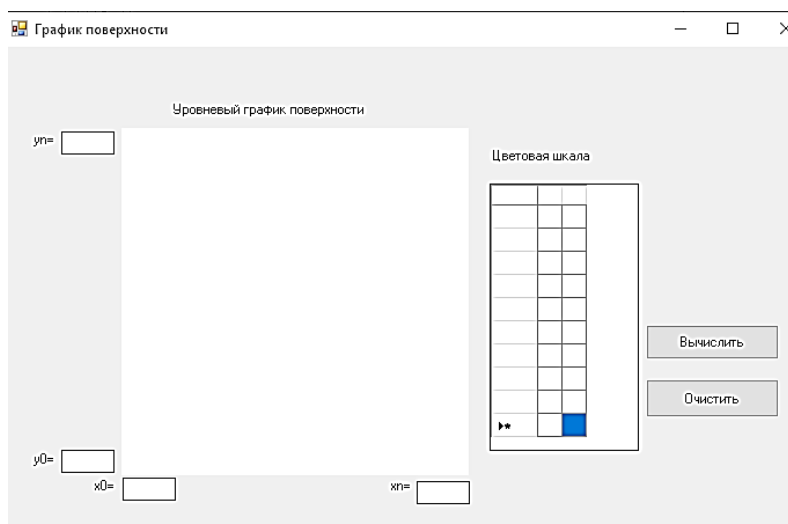 График поверхности
Уровневый график поверхности
yn=
Цветовая шкала
Вычислить
Очистить
y0=
x0=
xn=